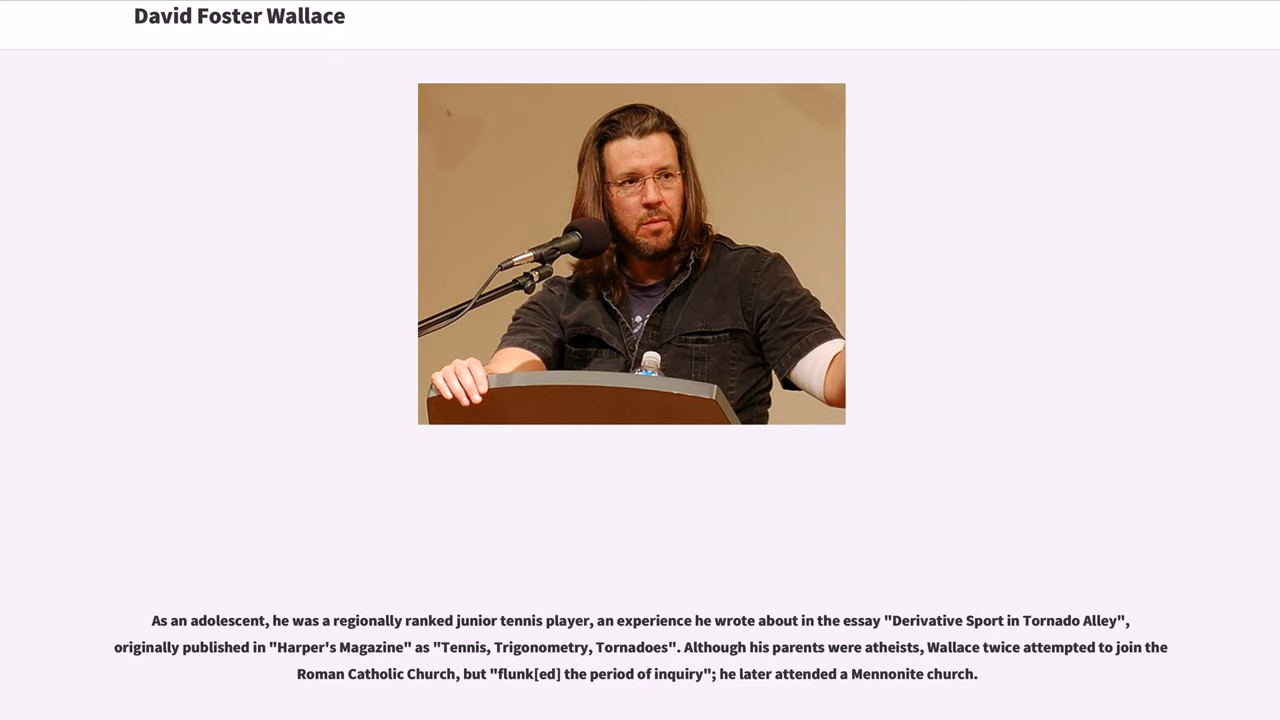 David Foster Wallace
As an adolescent, he was a regionally ranked junior tennis player, an experience he wrote about in the essay "Derivative Sport in Tornado Alley",
originally published in "Harper's Magazine" as "Tennis, Trigonometry, Tornadoes". Although his parents were atheists, Wallace twice attempted to join the
Roman Catholic Church, but "flunk[ed] the period of inquiry"; he later attended a Mennonite church.